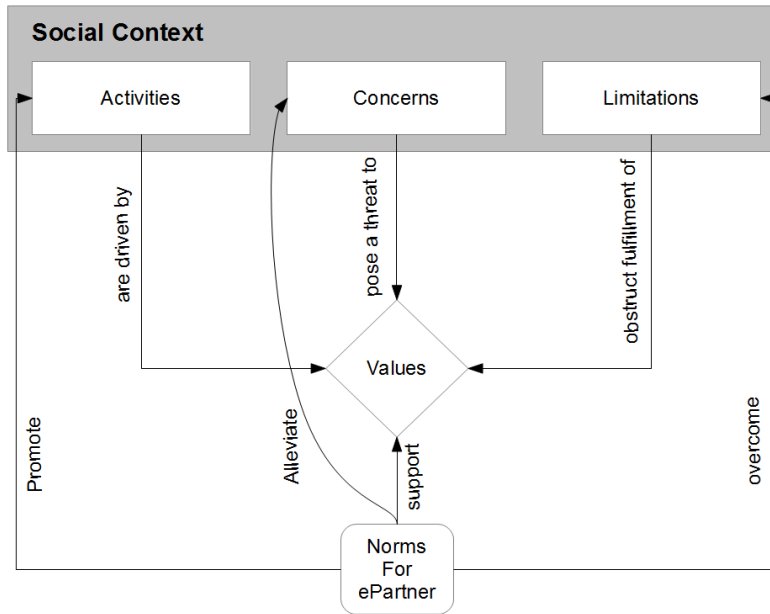 Social Context
Activities
Concerns
Limitations
are driven by
pose a threat to
obstruct fulfillment of
Values
Promote
Alleviate
support
overcome
Norms
For
ePartner